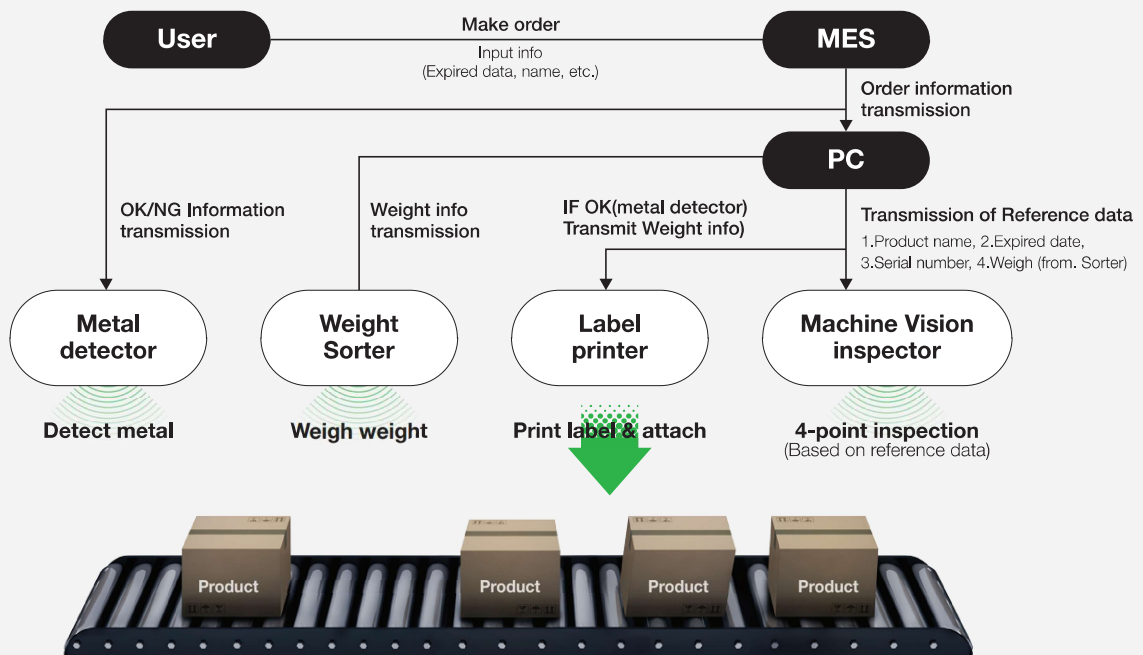 User
Make order
Input info
(Expired data, name, etc.)
MES
Order information
transmission
PC
OK/NG Information
transmission
Weight info
transmission
IF OK(metal detector)
Transmit Weight info)
Transmission of Reference data
1.Product name, 2.Expired date,
3.Serial number, 4.Weigh (from. Sorter)
Metal
detector
Weight
Sorter
Label
printer
Machine Vision
inspector
Detect metal
Weigh weight
Print label & attach
4-point inspection
(Based on reference data)
Product
Product
Product
Product